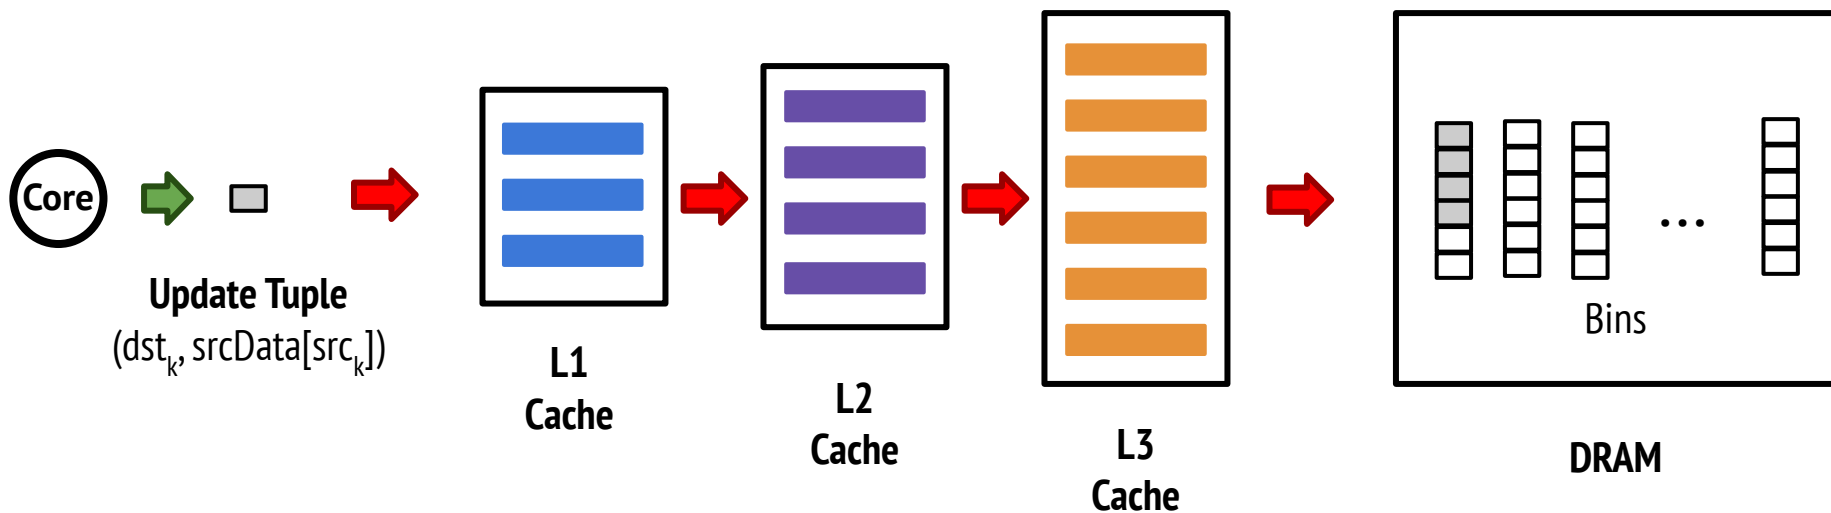 Core
Update Tuple
(dstₖ, srcData[srcₖ])
L1
Cache
L2
Cache
L3
Cache
...
Bins
DRAM